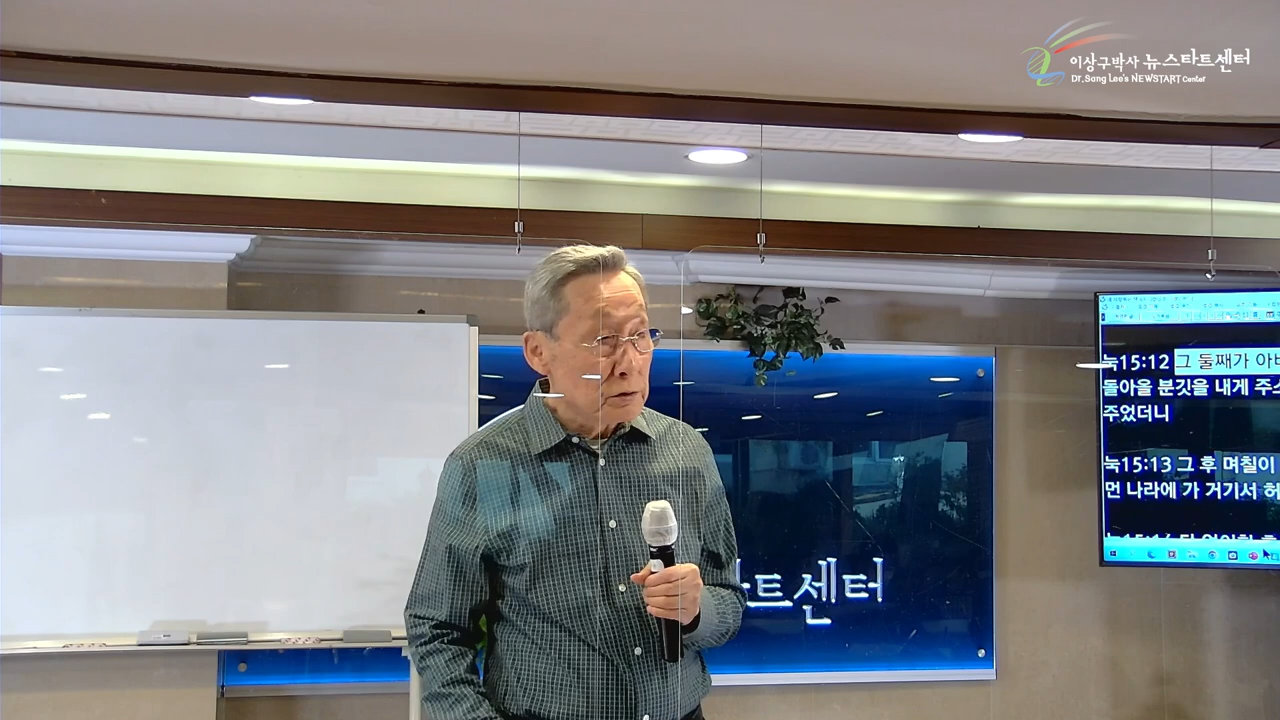 이상구박사 뉴스타트센터
Dr. Sang Lee's NEWSTART Center
눅15:12 그 둘째가 아버
돌아올 분깃을 내게 주소
주었더니
눅15:13 그 후 며칠이
먼 나라에 가 거기서 허
타트센터